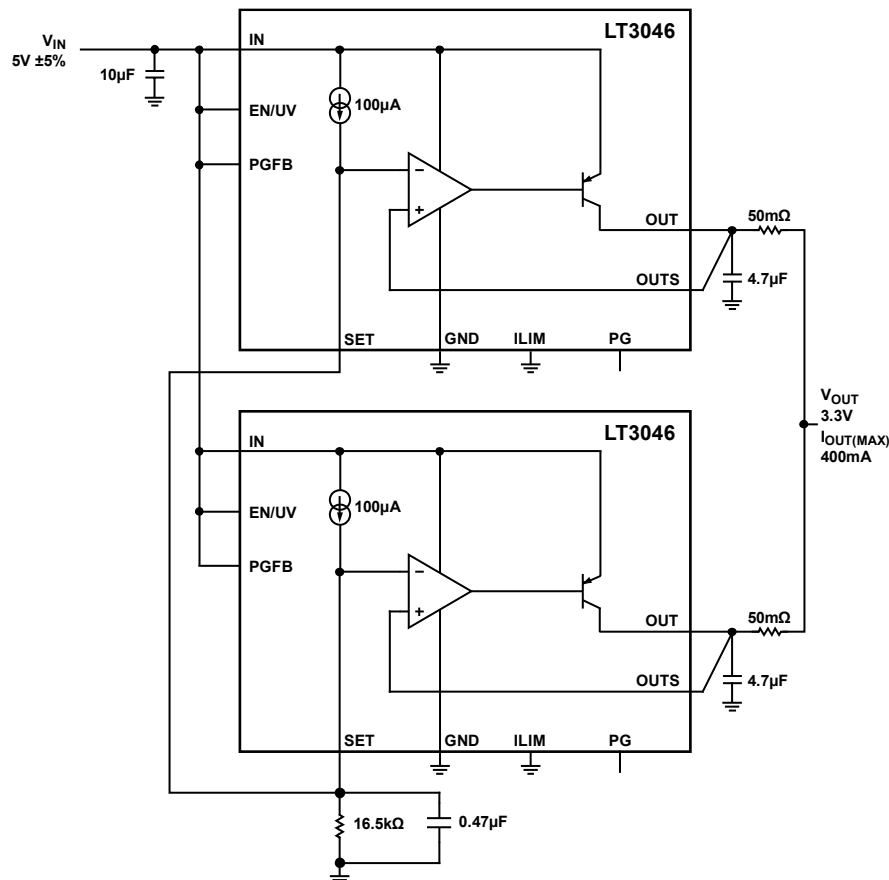 LT3046
VIN
5V ±5%
IN
10µF
100µA
EN/UV
PGFB
−
+
OUT
50mΩ
4.7µF
OUTS
SET
GND
ILIM
PG
VOUT
3.3V
IOUT(MAX)
400mA
LT3046
IN
100µA
EN/UV
PGFB
−
+
OUT
50mΩ
4.7µF
OUTS
SET
GND
ILIM
PG
16.5kΩ
0.47µF